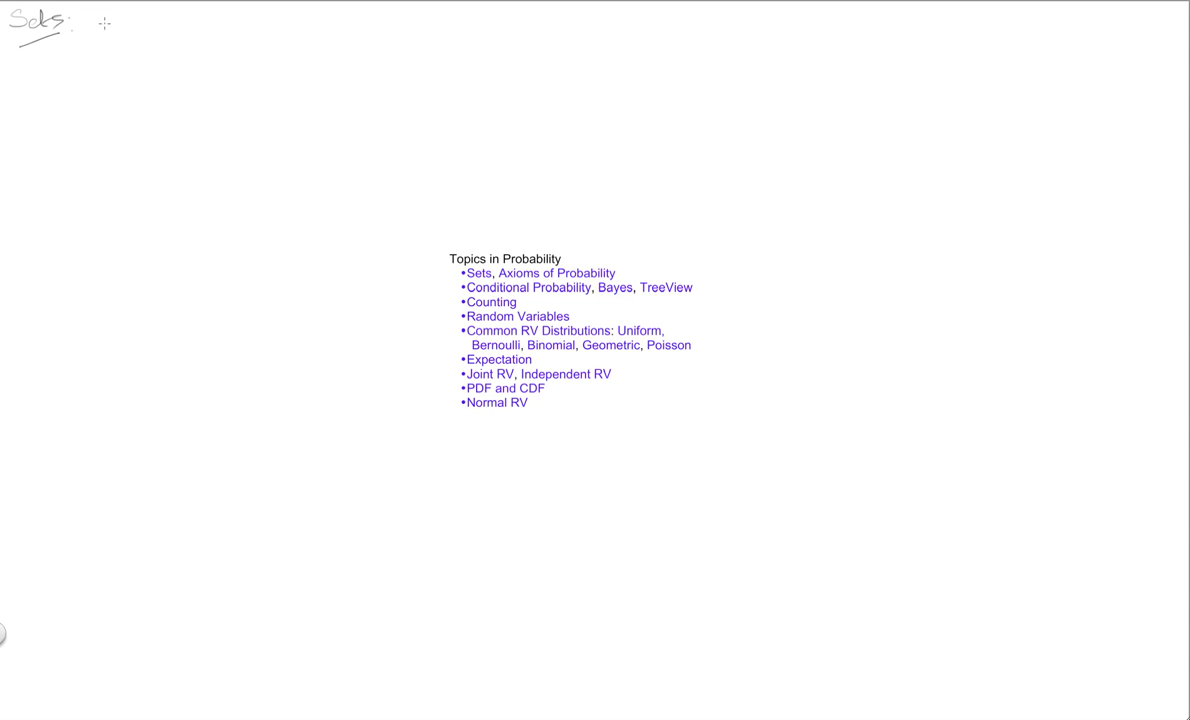 Sets:
Topics in Probability
•Sets, Axioms of Probability
•Conditional Probability, Bayes, TreeView
•Counting
•Random Variables
•Common RV Distributions: Uniform,
Bernoulli, Binomial, Geometric, Poisson
•Expectation
•Joint RV, Independent RV
•PDF and CDF
•Normal RV